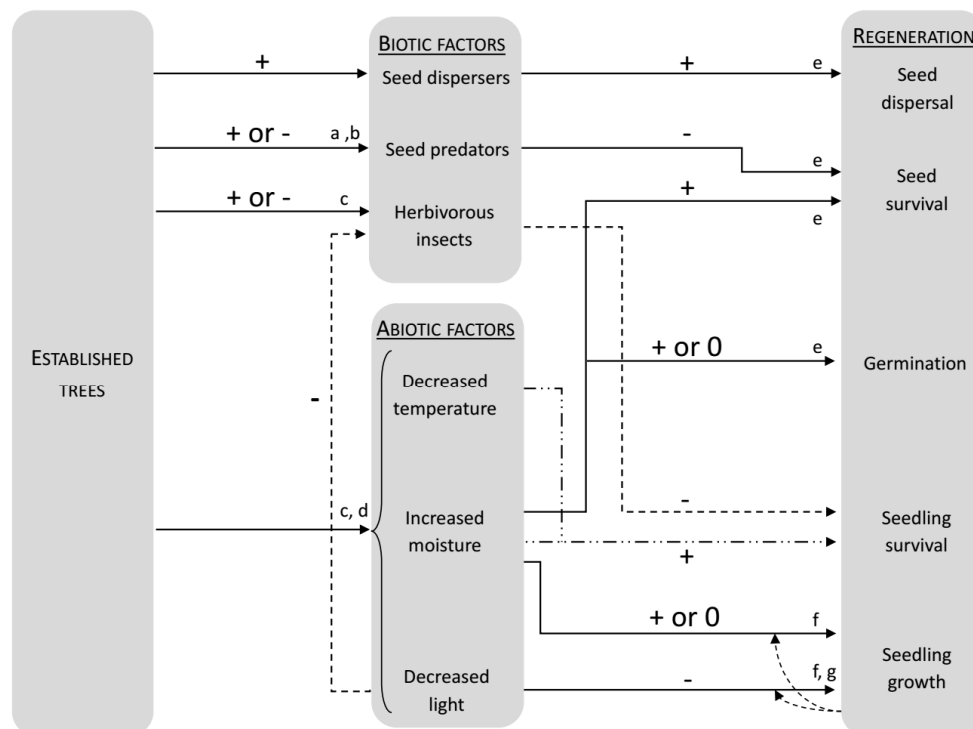 ESTABLISHED
TREES
+
+ or -
a ,b
+ or -
c
-
c, d
BIOTIC FACTORS
Seed dispersers
Seed predators
Herbivorous
insects
ABIOTIC FACTORS
Decreased
temperature
Increased
moisture
Decreased
light
+
e
-
e
+
e
+ or 0
e
-
+
+ or 0
f
-
f, g
REGENERATION
Seed
dispersal
Seed
survival
Germination
Seedling
survival
Seedling
growth